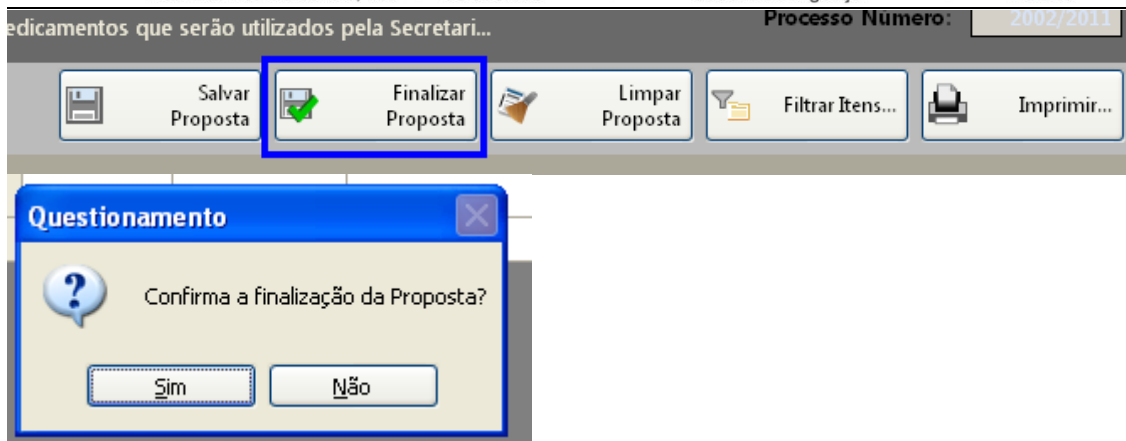 edicamentos que serão utilizados pela Secretari...
Processo Número: 2002/2011
Salvar
Proposta
Finalizar
Proposta
Limpar
Proposta
Filtrar Itens...
Imprimir...
Questionamento
Confirma a finalização da Proposta?
Sim
Não